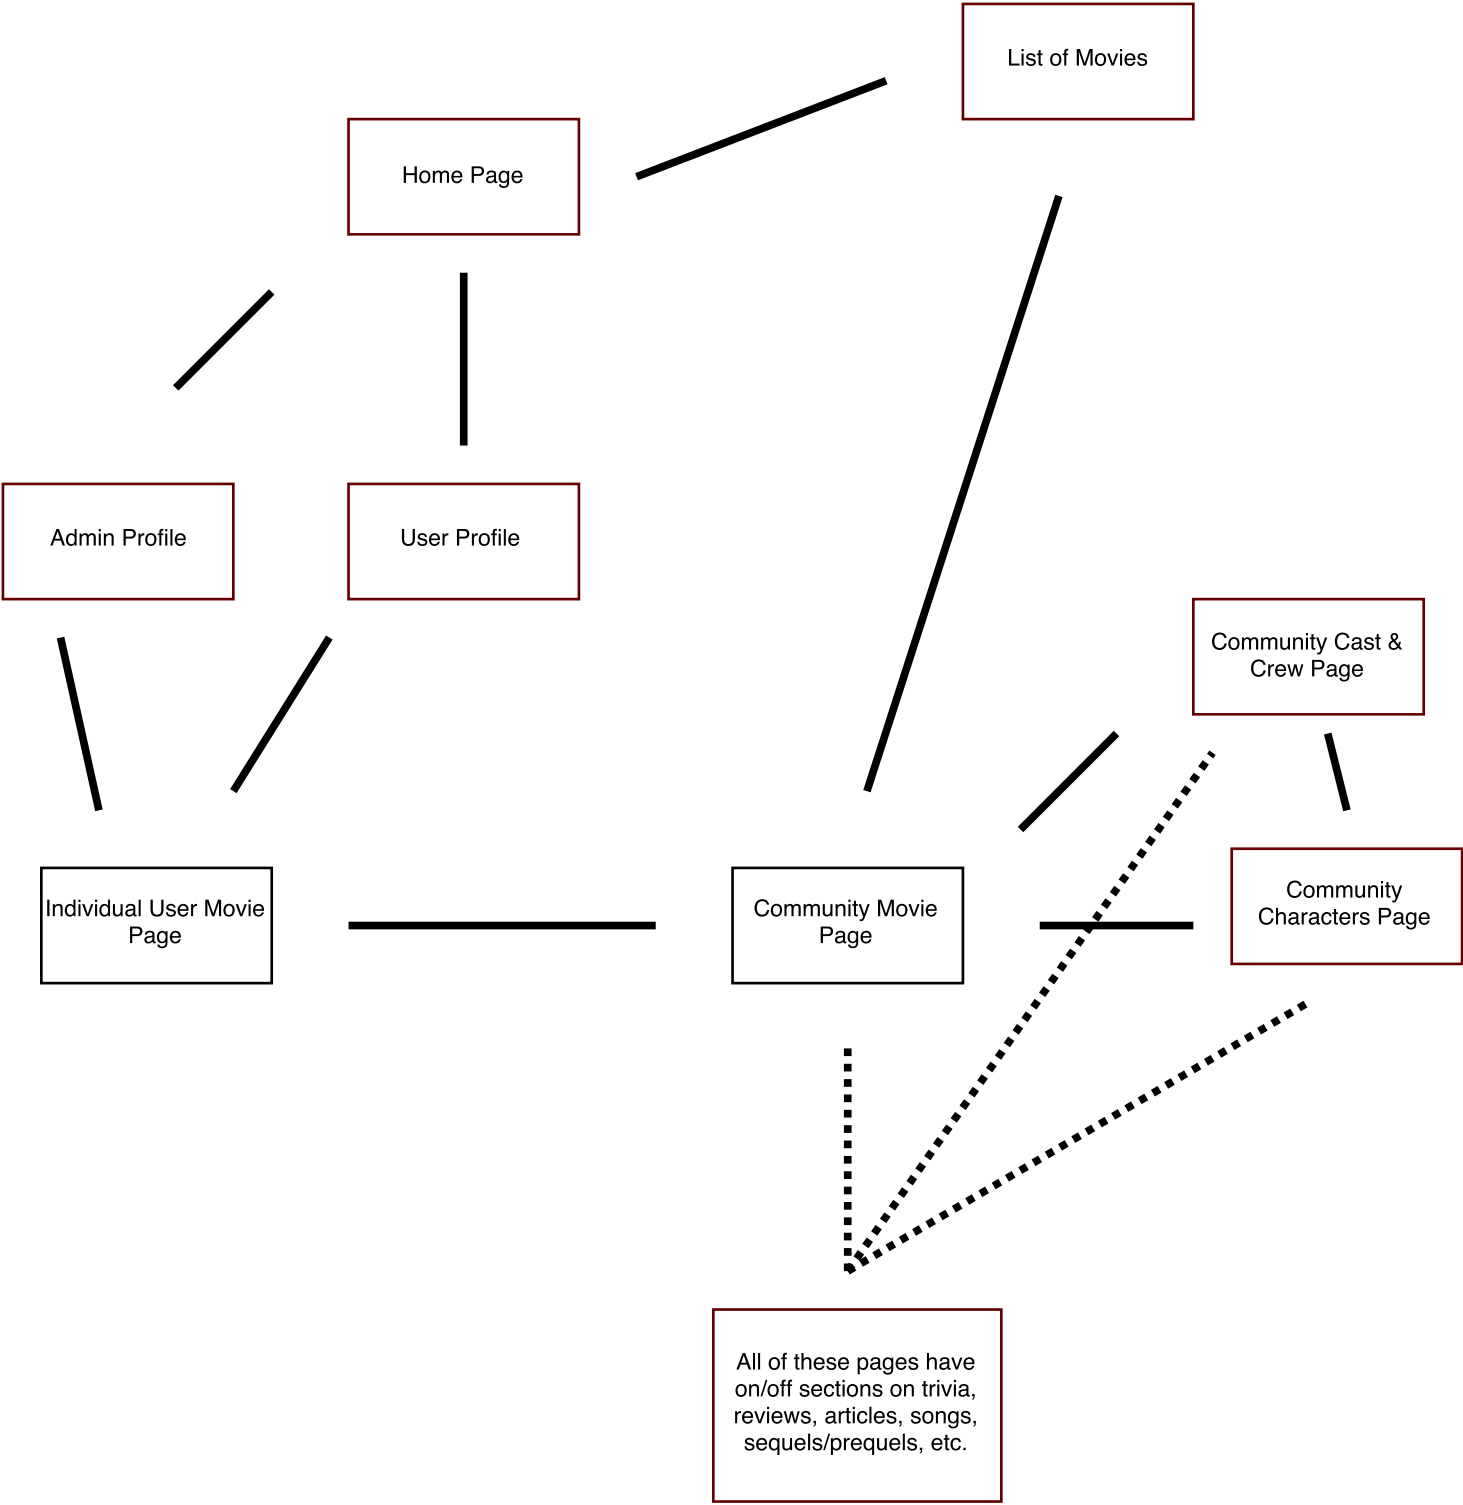 List of Movies
Home Page
Admin Profile
User Profile
Community Cast &
Crew Page
Individual User Movie
Page
Community Movie
Page
Community
Characters Page
All of these pages have
on/off sections on trivia,
reviews, articles, songs,
sequels/prequels, etc.